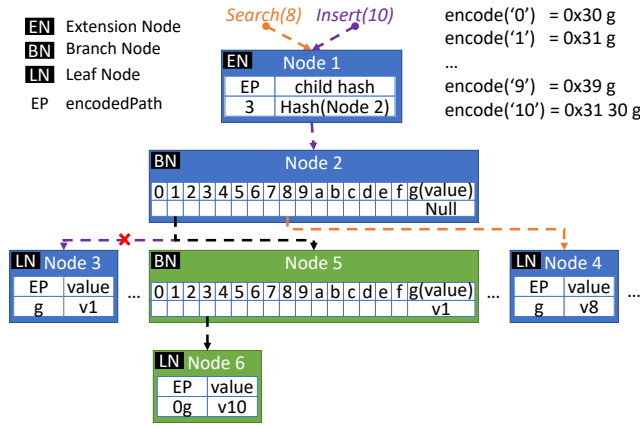 EN Extension Node
BN Branch Node
LN Leaf Node
EP encodedPath
Search(8) Insert(10)
encode('0') = 0x30 g
encode('1') = 0x31 g
...
encode('9') = 0x39 g
encode('10') = 0x31 30 g
EN Node 1
EP child hash
3 Hash(Node 2)
BN Node 2
0 1 2 3 4 5 6 7 8 9 a b c d e f g(value)
Null
LN Node 3
EP value
g v1
...
BN Node 5
0 1 2 3 4 5 6 7 8 9 a b c d e f g(value)
v1
...
LN Node 4
EP value
g v8
...
LN Node 6
EP value
0g v10